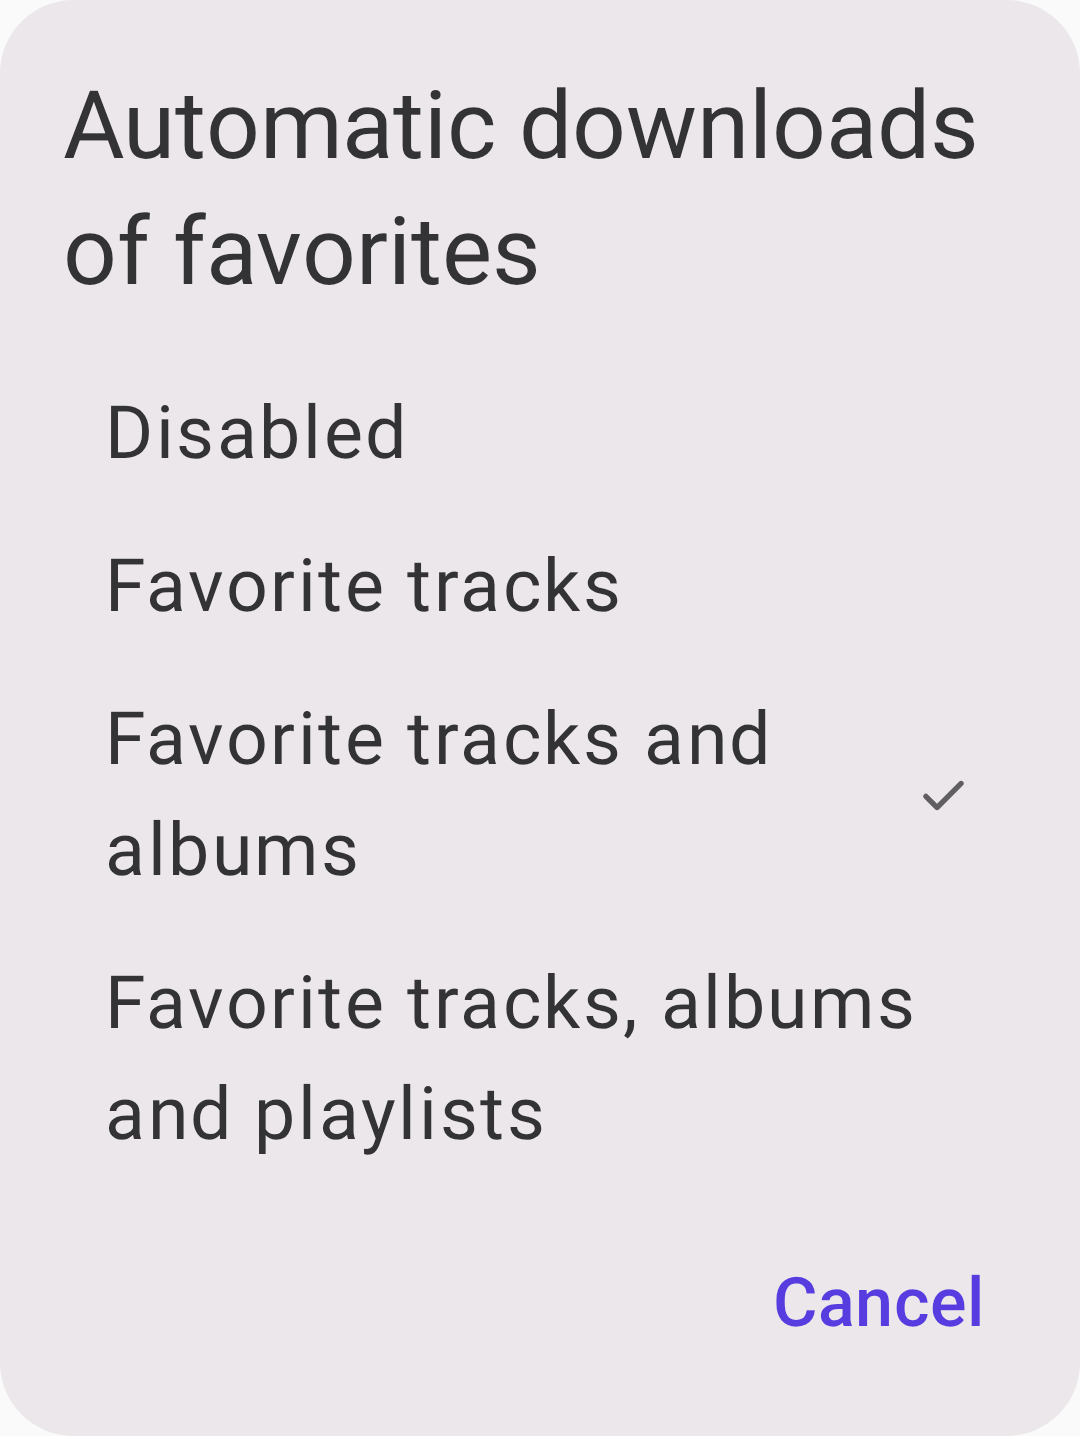 Automatic downloads
of favorites
Disabled
Favorite tracks
Favorite tracks and
albums
Favorite tracks, albums
and playlists
Cancel